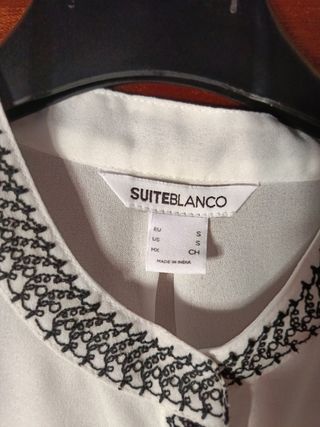 SUITEBLANCO
EU S
US S
MX CH
MADE IN INDIA